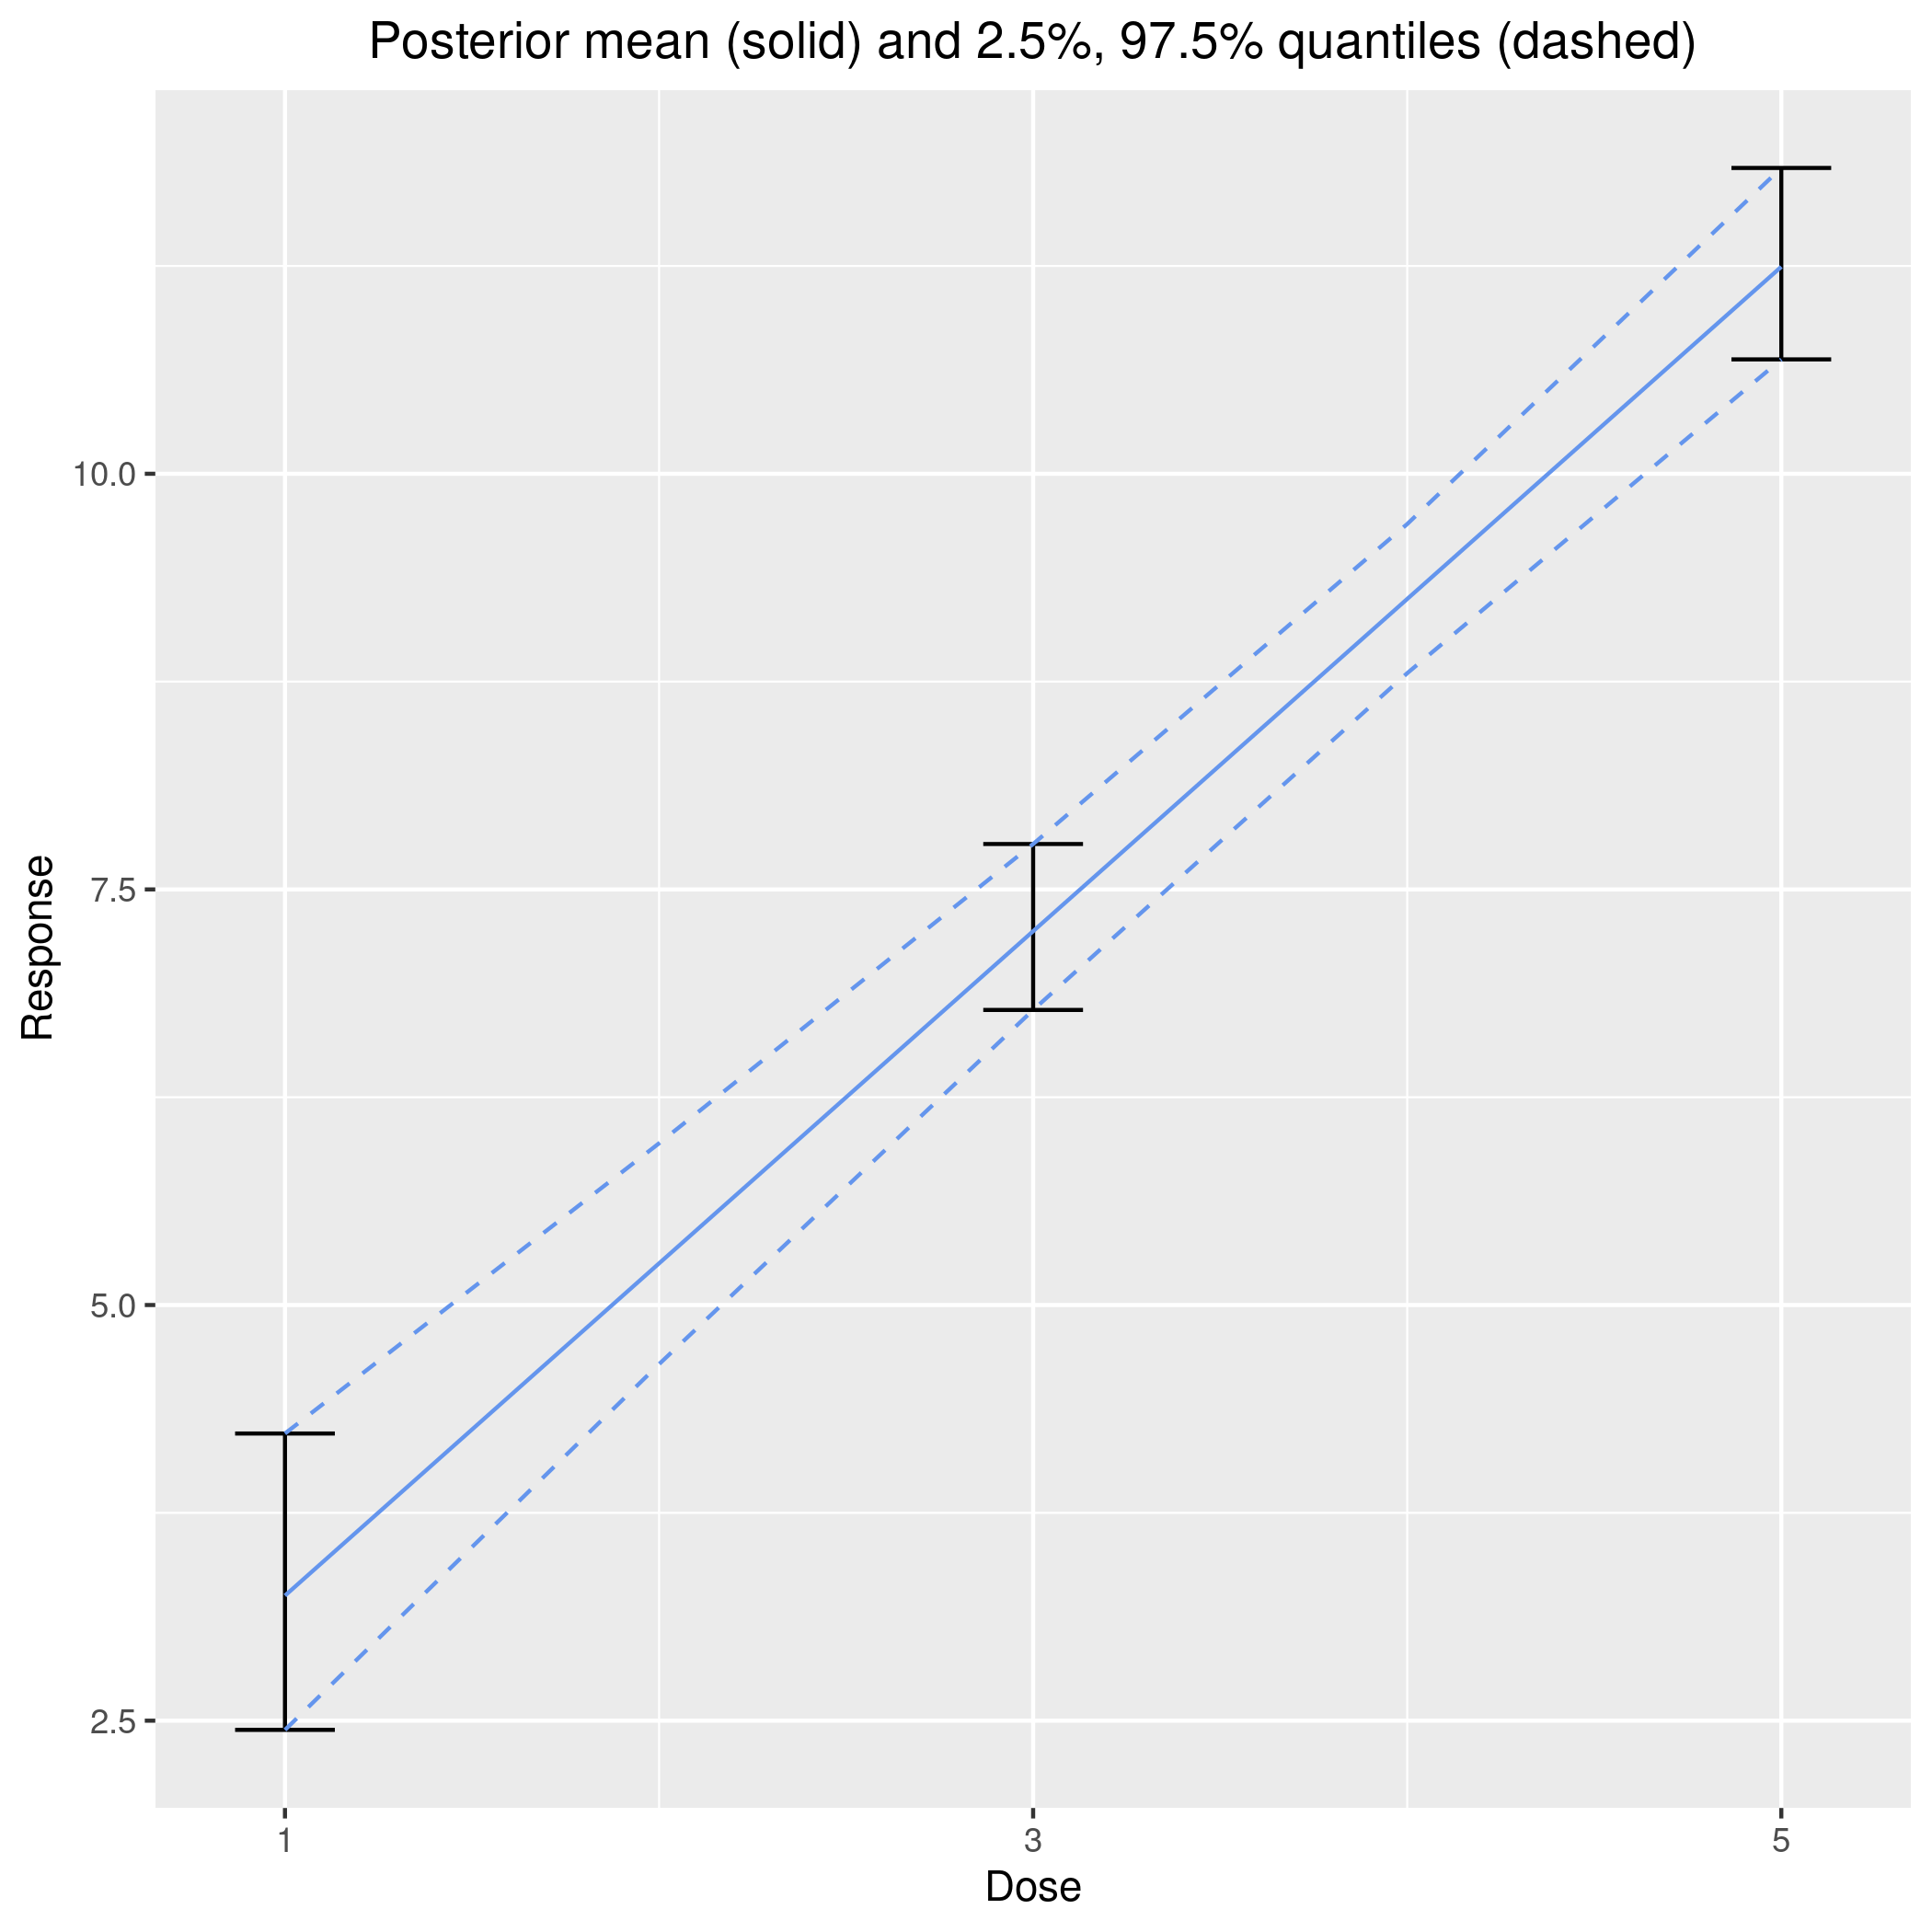 Posterior mean (solid) and 2.5%, 97.5% quantiles (dashed)
Response
10.0
7.5
5.0
2.5
1
3
5
Dose